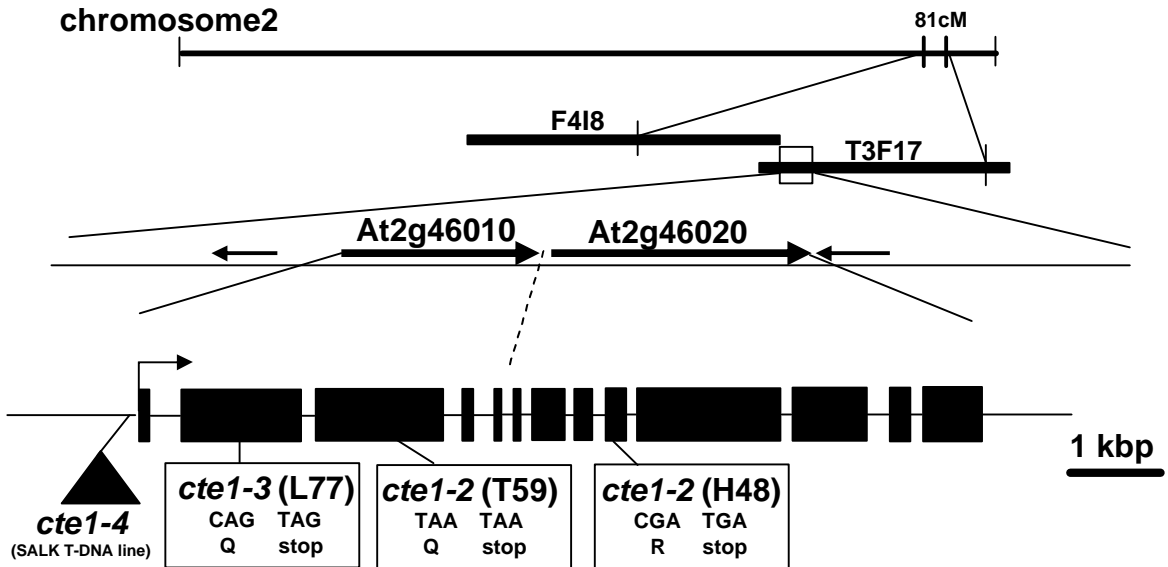 chromosome2
81cM
F4I8
T3F17
At2g46010 At2g46020
1 kbp
cte1-4
(SALK T-DNA line)
cte1-3 (L77)
CAG TAG
Q stop
cte1-2 (T59)
TAA TAA
Q stop
cte1-2 (H48)
CGA TGA
R stop